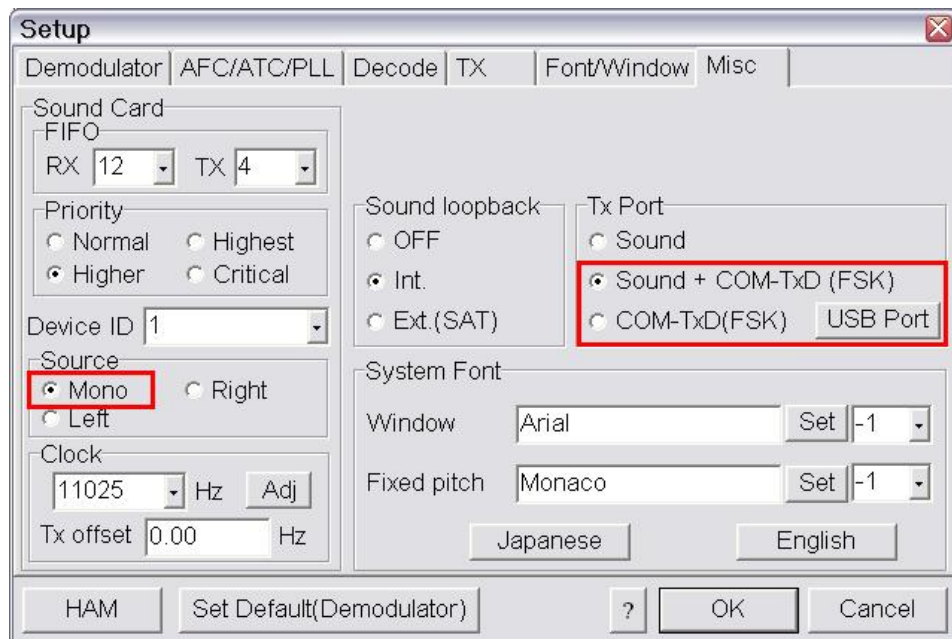 Setup
Demodulator AFC/ATC/PLL Decode TX Font/Window Misc
Sound Card
FIFO
RX 12 TX 4
Priority
Normal Highest
Higher Critical
Device ID 1
Source
Mono Right
Left
Clock
11025 Hz Adj
Tx offset 0.00 Hz
Sound loopback
OFF
Int.
Ext.(SAT)
Tx Port
Sound
Sound + COM-TxD (FSK)
COM-TxD(FSK) USB Port
System Font
Window Arial Set -1
Fixed pitch Monaco Set -1
Japanese English
HAM Set Default(Demodulator) ? OK Cancel